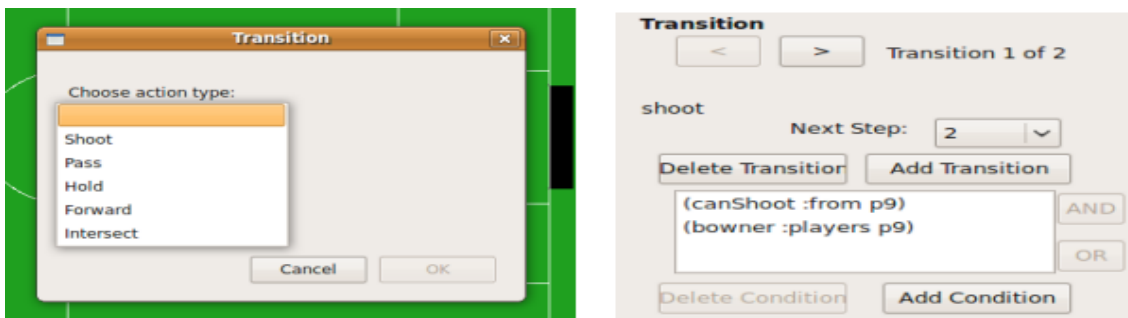 Transition
Choose action type:
Shoot
Pass
Hold
Forward
Intersect
Cancel
OK
Transition
<
>
Transition 1 of 2
shoot
Next Step:
2
Delete Transition
Add Transition
(canShoot :from p9)
(bowner :players p9)
AND
OR
Delete Condition
Add Condition